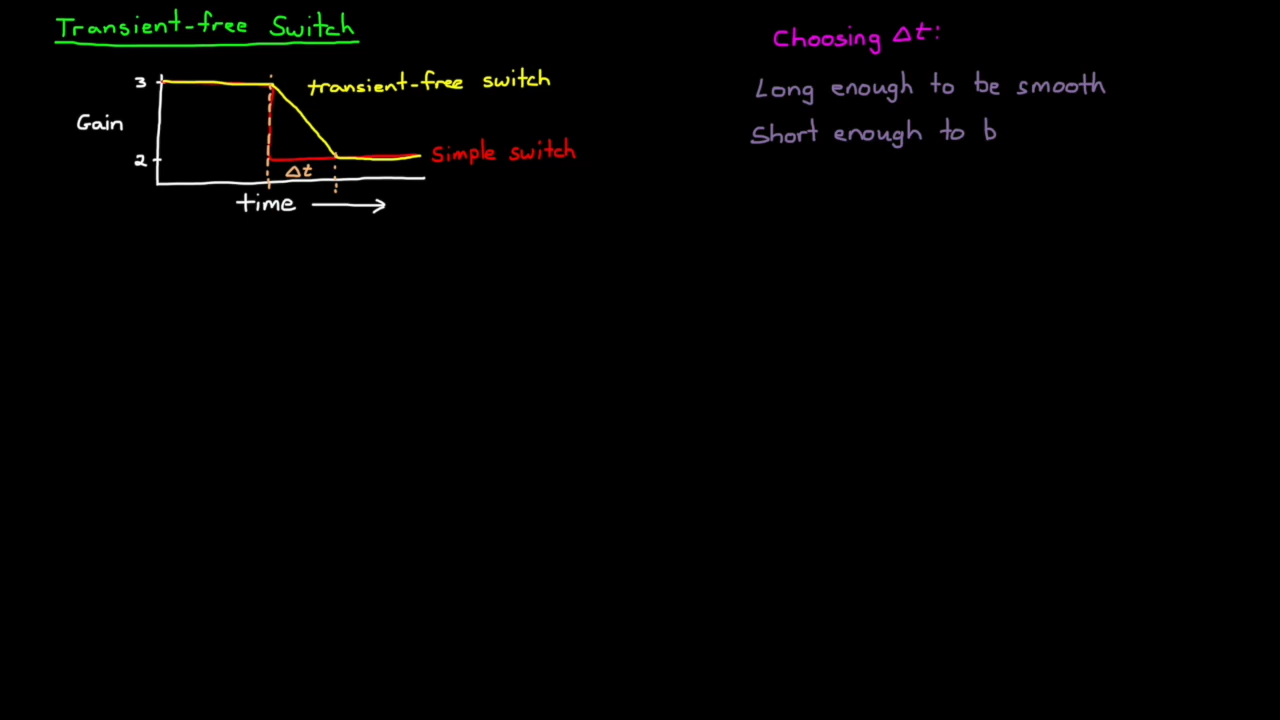 Transient-free Switch
3
transient-free switch
Gain
2
Simple switch
Δt
time
Choosing Δt:
Long enough to be smooth
Short enough to b